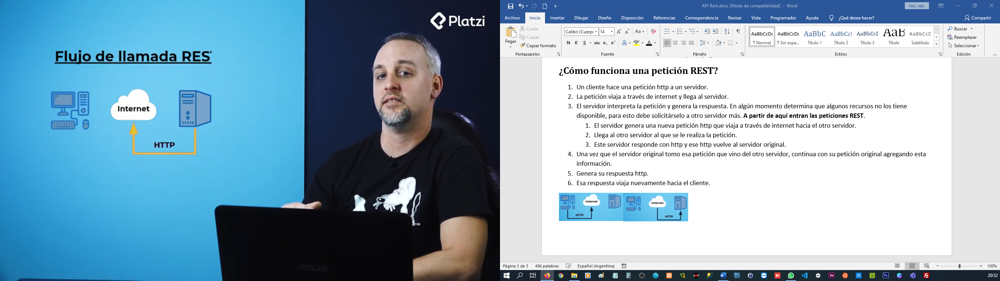 Platzi
Flujo de llamada RES
Internet
HTTP
ASUS
API Rest.docx [Modo de compatibilidad] - Word
Inic. ses.
Archivo Inicio Insertar Dibujar Diseño Disposición Referencias Correspondencia Revisar Vista Programador Ayuda ¿Qué desea hacer? Compartir
Pegar
Cortar
Copiar
Copiar formato
Portapapeles
Calibri (Cuerpo 14
Aa
N K S abc x₂ x²
Fuente
Párrafo
AaBbCcDc AaBbCcDc AaBbC AaBbCcI AaBbCcI AaB AaBbCcD
¶ Normal ¶ Sin espa... Título 1 Título 2 Título 3 Título Subtítulo
Estilos
Buscar
Reemplazar
Seleccionar
Edición
¿Cómo funciona una petición REST?
1. Un cliente hace una petición http a un servidor.
2. La petición viaja a través de internet y llega al servidor.
3. El servidor interpreta la petición y genera la respuesta. En algún momento determina que algunos recursos no los tiene
disponible, para esto debe solicitárselo a otro servidor más. A partir de aquí entran las peticiones REST.
1. El servidor genera una nueva petición http que viaja a través de internet hacia el otro servidor.
2. Llega al otro servidor al que se le realiza la petición.
3. Este servidor responde con http y ese http vuelve al servidor original.
4. Una vez que el servidor original tomo esa petición que vino del otro servidor, continua con su petición original agregando esta
información.
5. Genera su respuesta http.
6. Esa respuesta viaja nuevamente hacia el cliente.
Internet
HTTP
Internet
HTTP
Página 3 de 3 496 palabras Español (Argentina) 100%
20:52